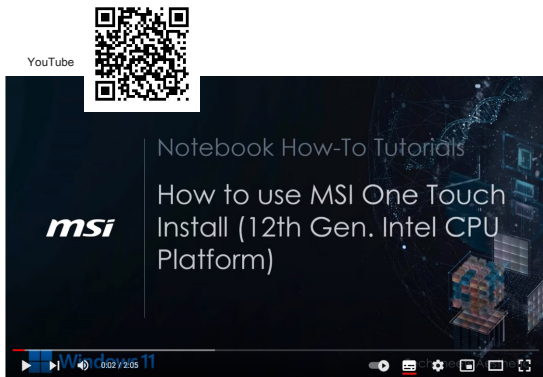 YouTube
Notebook How-To Tutorials
How to use MSI One Touch
Install (12th Gen. Intel CPU
Platform)
msi
Windows 11
0:02 / 2:05